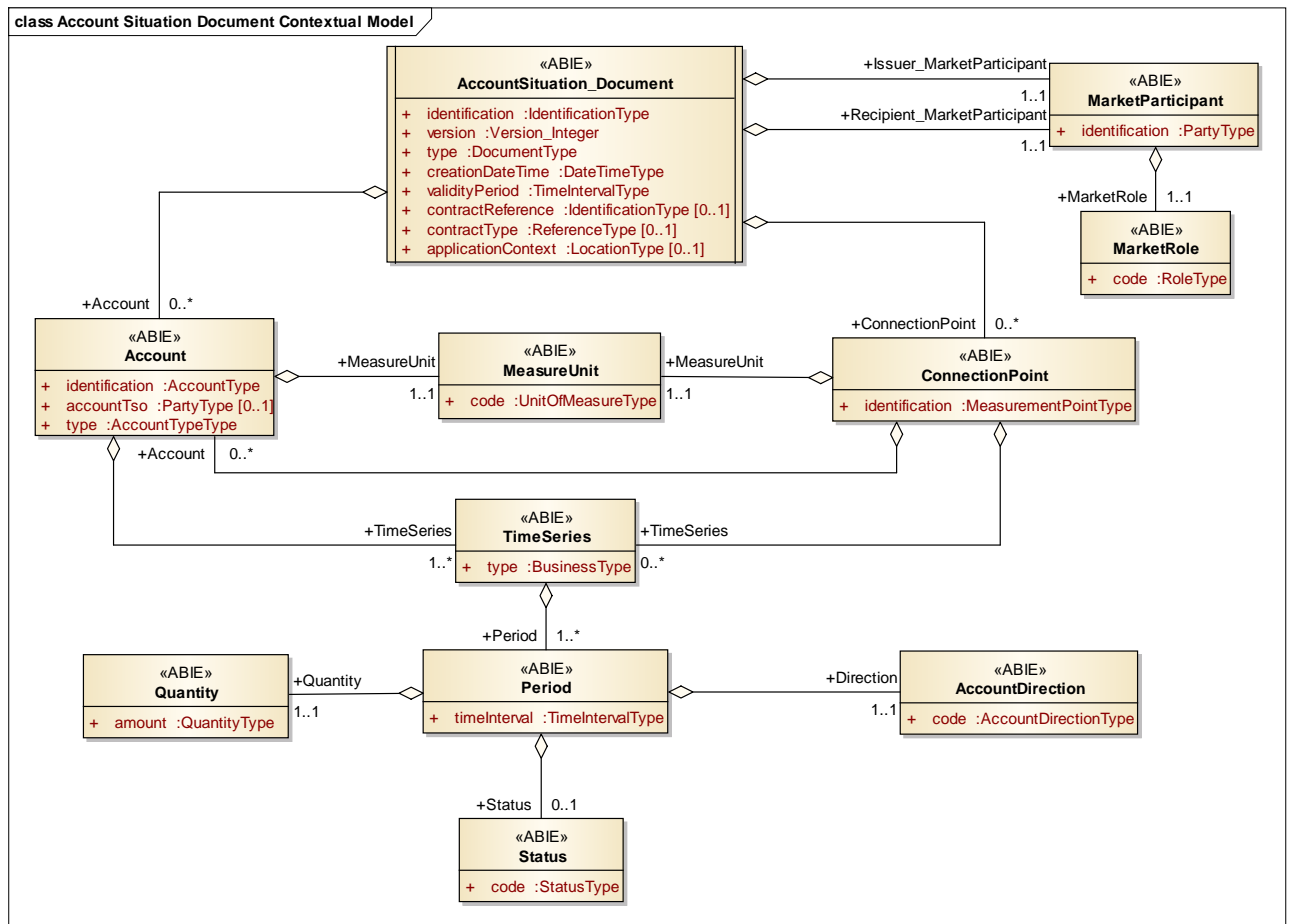 class Account Situation Document Contextual Model
«ABIE»
AccountSituation_Document
+ identification :IdentificationType
+ version :Version_Integer
+ type :DocumentType
+ creationDateTime :DateTimeType
+ validityPeriod :TimeIntervalType
+ contractReference :IdentificationType [0..1]
+ contractType :ReferenceType [0..1]
+ applicationContext :LocationType [0..1]
+Issuer_MarketParticipant
1..1
+Recipient_MarketParticipant
1..1
«ABIE»
MarketParticipant
+ identification :PartyType
+MarketRole 1..1
«ABIE»
MarketRole
+ code :RoleType
+Account 0..*
«ABIE»
Account
+ identification :AccountType
+ accountTso :PartyType [0..1]
+ type :AccountTypeType
+MeasureUnit
1..1
«ABIE»
MeasureUnit
+ code :UnitOfMeasureType
+MeasureUnit
1..1
+ConnectionPoint 0..*
«ABIE»
ConnectionPoint
+ identification :MeasurementPointType
+Account 0..*
+TimeSeries
1..*
«ABIE»
TimeSeries
+ type :BusinessType
+TimeSeries
0..*
+Period 1..*
«ABIE»
Quantity
+ amount :QuantityType
+Quantity
1..1
«ABIE»
Period
+ timeInterval :TimeIntervalType
+Direction
1..1
«ABIE»
AccountDirection
+ code :AccountDirectionType
+Status 0..1
«ABIE»
Status
+ code :StatusType